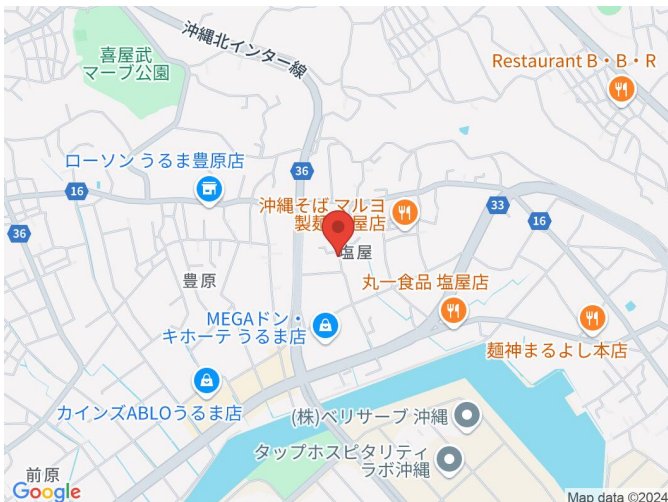 沖縄北インター線
喜屋武
マーブ公園
Restaurant B・B・R
ローソン うるま豊原店
36
16
沖縄そば マルヨ
製麺
屋店
33
16
36
塩屋
豊原
丸一食品 塩屋店
MEGAドン・
キホーテ うるま店
麺神まるよし本店
カインズABLOうるま店
(株)ベリサーブ 沖縄
タップホスピタリティ
ラボ沖縄
前原
Google
Map data ©2024